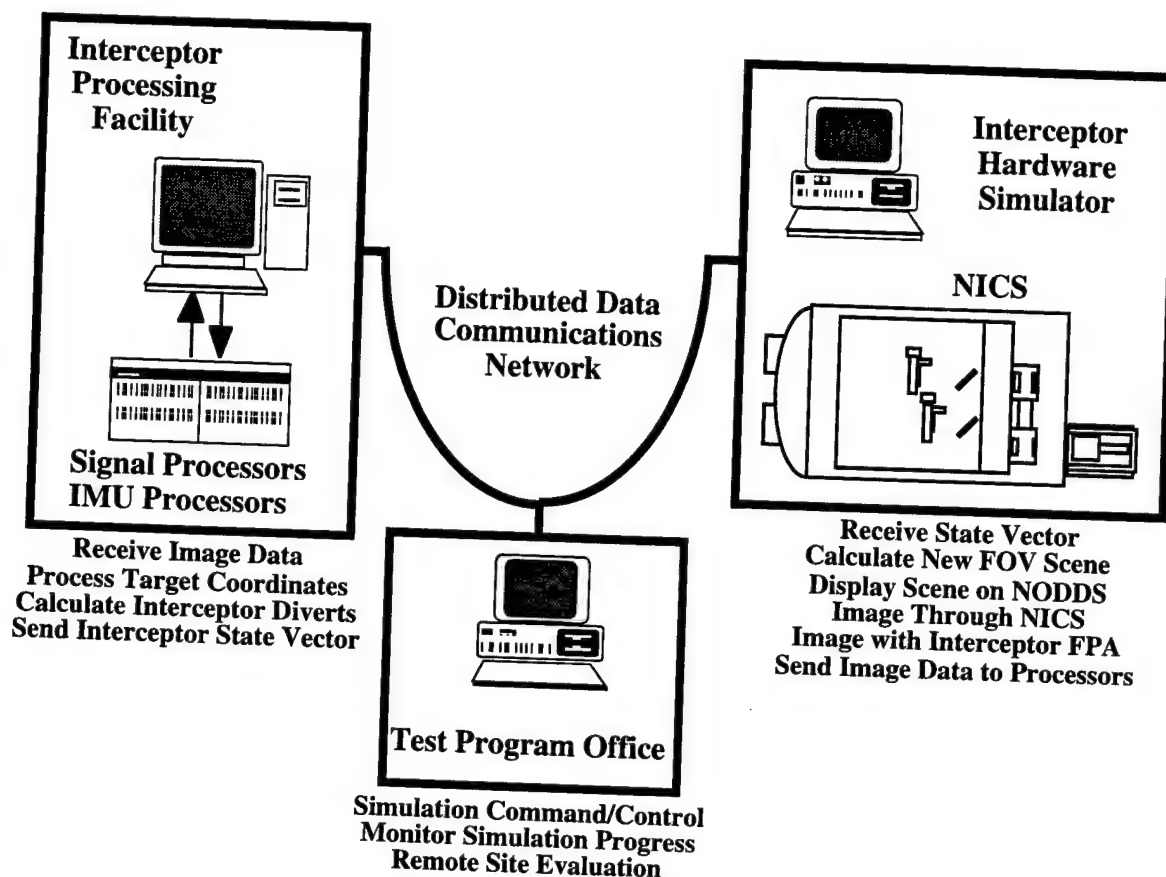 Interceptor
Processing
Facility
Signal Processors
IMU Processors
Receive Image Data
Process Target Coordinates
Calculate Interceptor Diverts
Send Interceptor State Vector
Distributed Data
Communications
Network
Test Program Office
Simulation Command/Control
Monitor Simulation Progress
Remote Site Evaluation
Interceptor
Hardware
Simulator
NICS
Receive State Vector
Calculate New FOV Scene
Display Scene on NODDS
Image Through NICS
Image with Interceptor FPA
Send Image Data to Processors